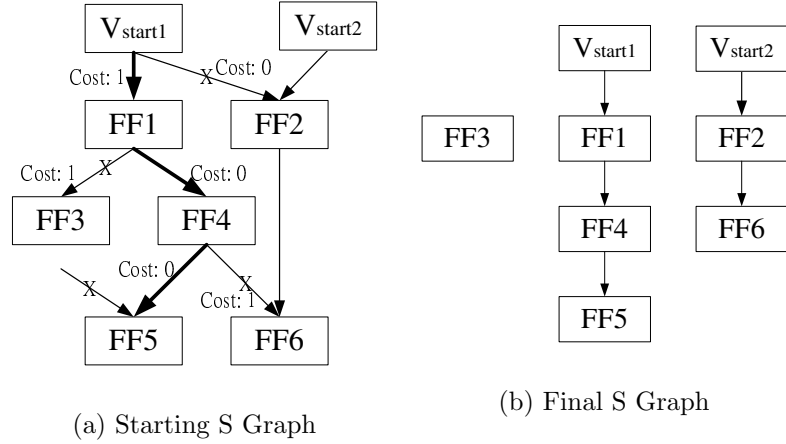 Vstart1
Vstart2
Cost: 1
X
Cost: 0
FF1
FF2
Cost: 1
X
Cost: 0
FF3
FF4
Cost: 0
X
X
Cost: 1
FF5
FF6
(a) Starting S Graph
Vstart1
Vstart2
FF3
FF1
FF2
FF4
FF6
FF5
(b) Final S Graph